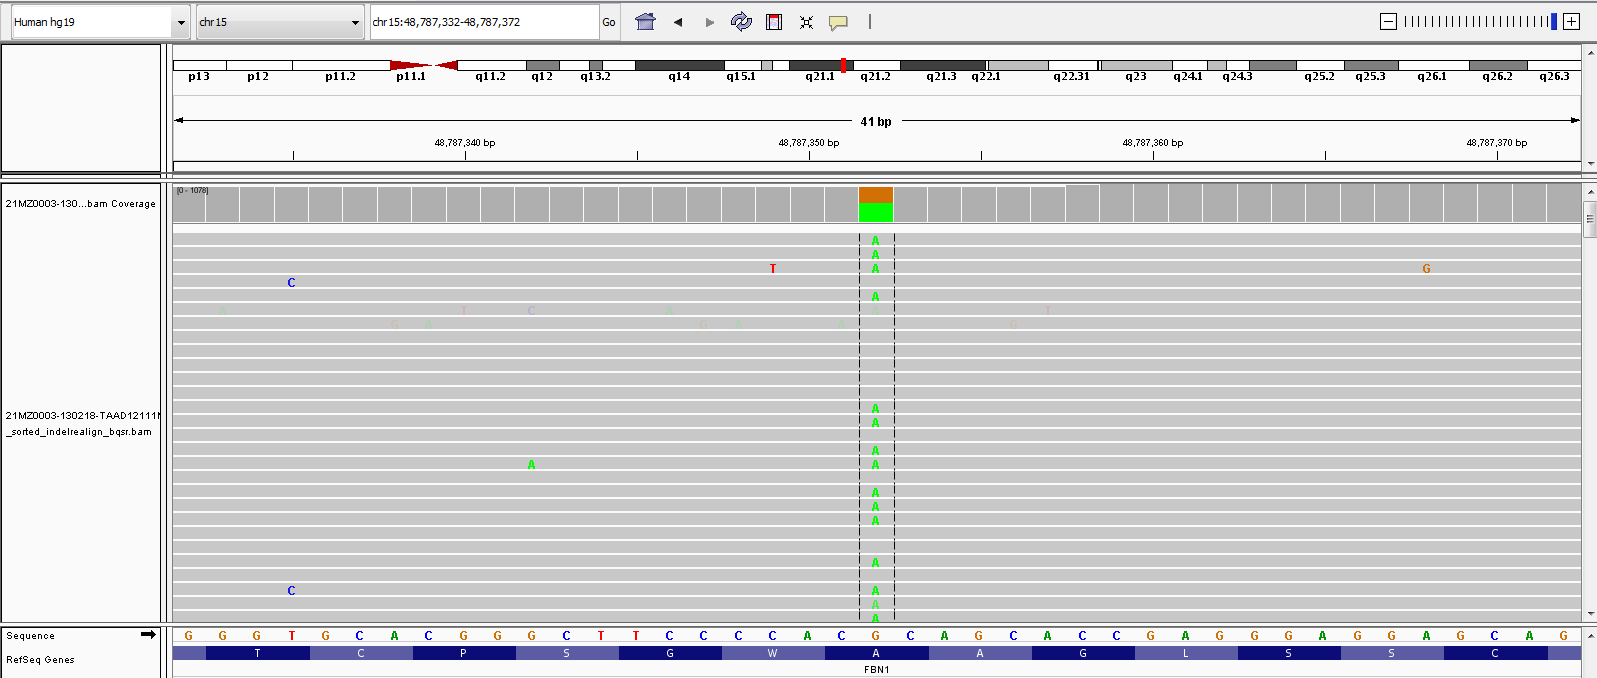 Human hg19 chr15 chr15:48,787,332-48,787,372 Go
p13 p12 p11.2 p11.1 q11.2 q12 q13.2 q14 q15.1 q21.1 q21.2 q21.3 q22.1 q22.31 q23 q24.1 q24.3 q25.2 q25.3 q26.1 q26.2 q26.3
41 bp
48,787,340 bp 48,787,350 bp 48,787,360 bp 48,787,370 bp
[0 - 1078]
21MZ0003-130...bam Coverage
A
A
T A G
C
A
A T C A A T
G A G A A G
A
21MZ0003-130218-TAAD12111
A
_sorted_indelrealign_bqsr.bam
A
A A
A
A
A
A
C A
A
A
Sequence G G G T G C A C G G G C T T C C C C A C G C A G C A C C G A G G G A G G A G C A G
RefSeq Genes T C P S G W A A G L S S C
FBN1